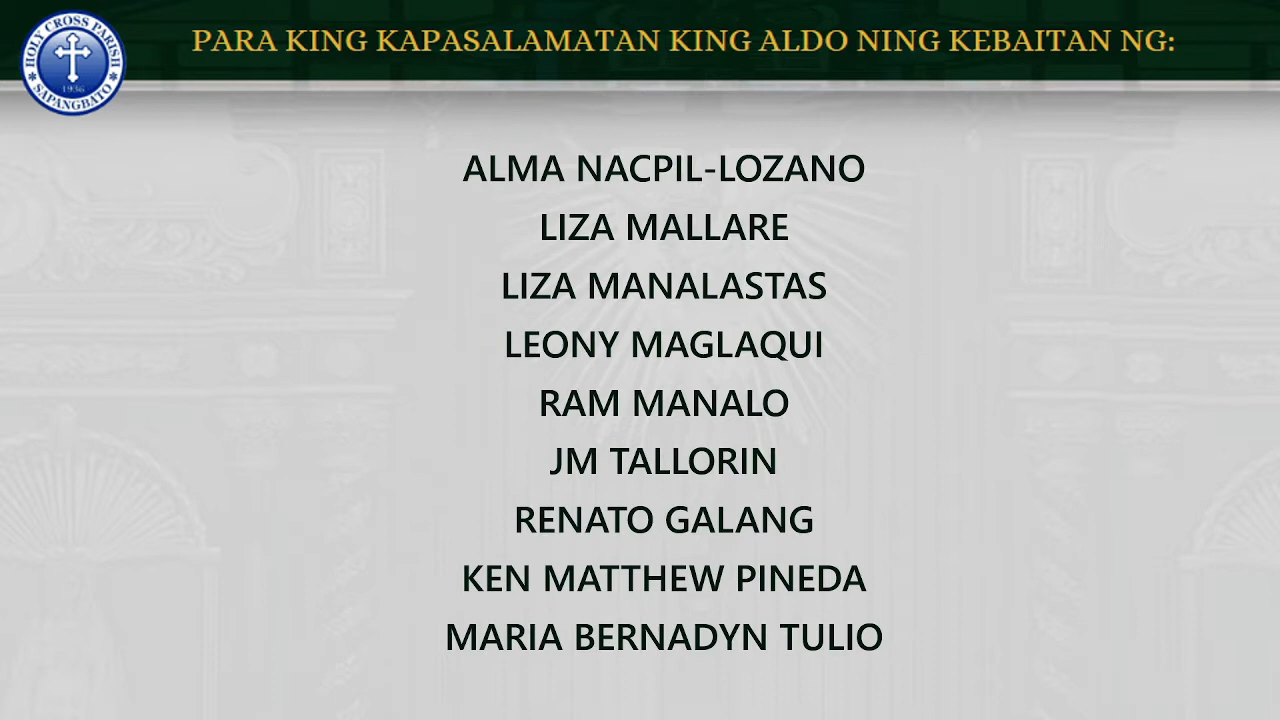 HOLY CROSS PARISH
1936
SAPANGBATO
PARA KING KAPASALAMATAN KING ALDO NING KEBAITAN NG:
ALMA NACPIL-LOZANO
LIZA MALLARE
LIZA MANALASTAS
LEONY MAGLAQUI
RAM MANALO
JM TALLORIN
RENATO GALANG
KEN MATTHEW PINEDA
MARIA BERNADYN TULIO